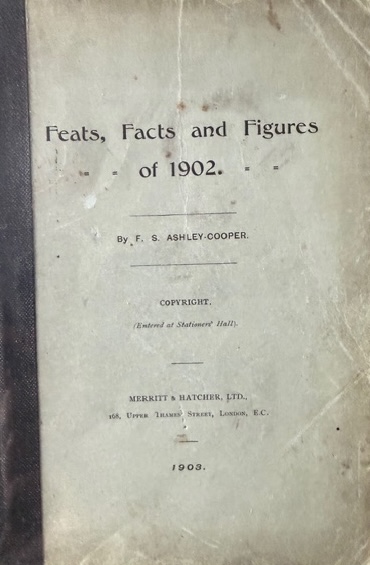 Feats, Facts and Figures
= = of 1902. = =
By F. S. ASHLEY-COOPER.
COPYRIGHT.
(Entered at Stationers' Hall).
MERRITT & HATCHER, LTD.,
168, UPPER THAMES STREET, LONDON, E.C.
1903.